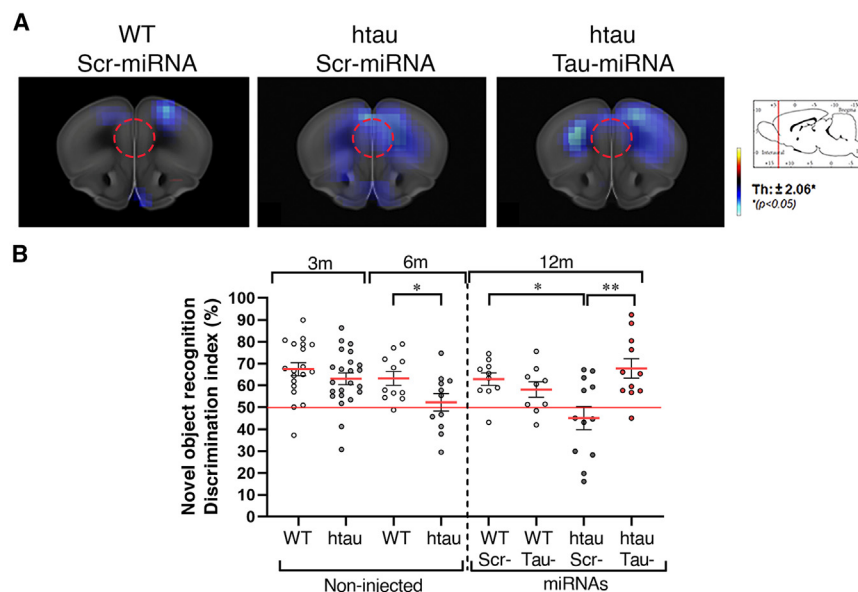 A
WT
Scr-miRNA
htau
Scr-miRNA
htau
Tau-miRNA
Bregma
Interaural
Th: ± 2.06*
*(p<0.05)
B
3m
6m
12m
*
*
**
Novel object recognition
Discrimination index (%)
100
90
80
70
60
50
40
30
20
10
0
WT
htau
WT
htau
WT
Scr-
WT
Tau-
htau
Scr-
htau
Tau-
Non-injected
miRNAs